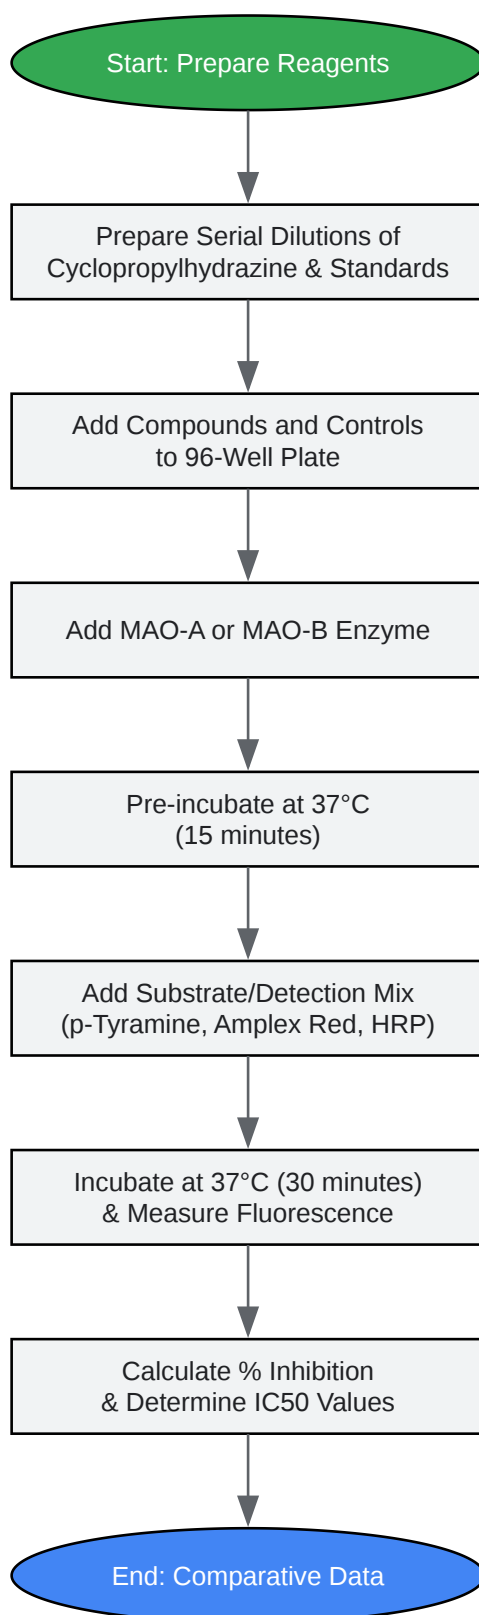 Start: Prepare Reagents
Prepare Serial Dilutions of
Cyclopropylhydrazine & Standards
Add Compounds and Controls
to 96-Well Plate
Add MAO-A or MAO-B Enzyme
Pre-incubate at 37°C
(15 minutes)
Add Substrate/Detection Mix
(p-Tyramine, Amplex Red, HRP)
Incubate at 37°C (30 minutes)
& Measure Fluorescence
Calculate % Inhibition
& Determine IC50 Values
End: Comparative Data